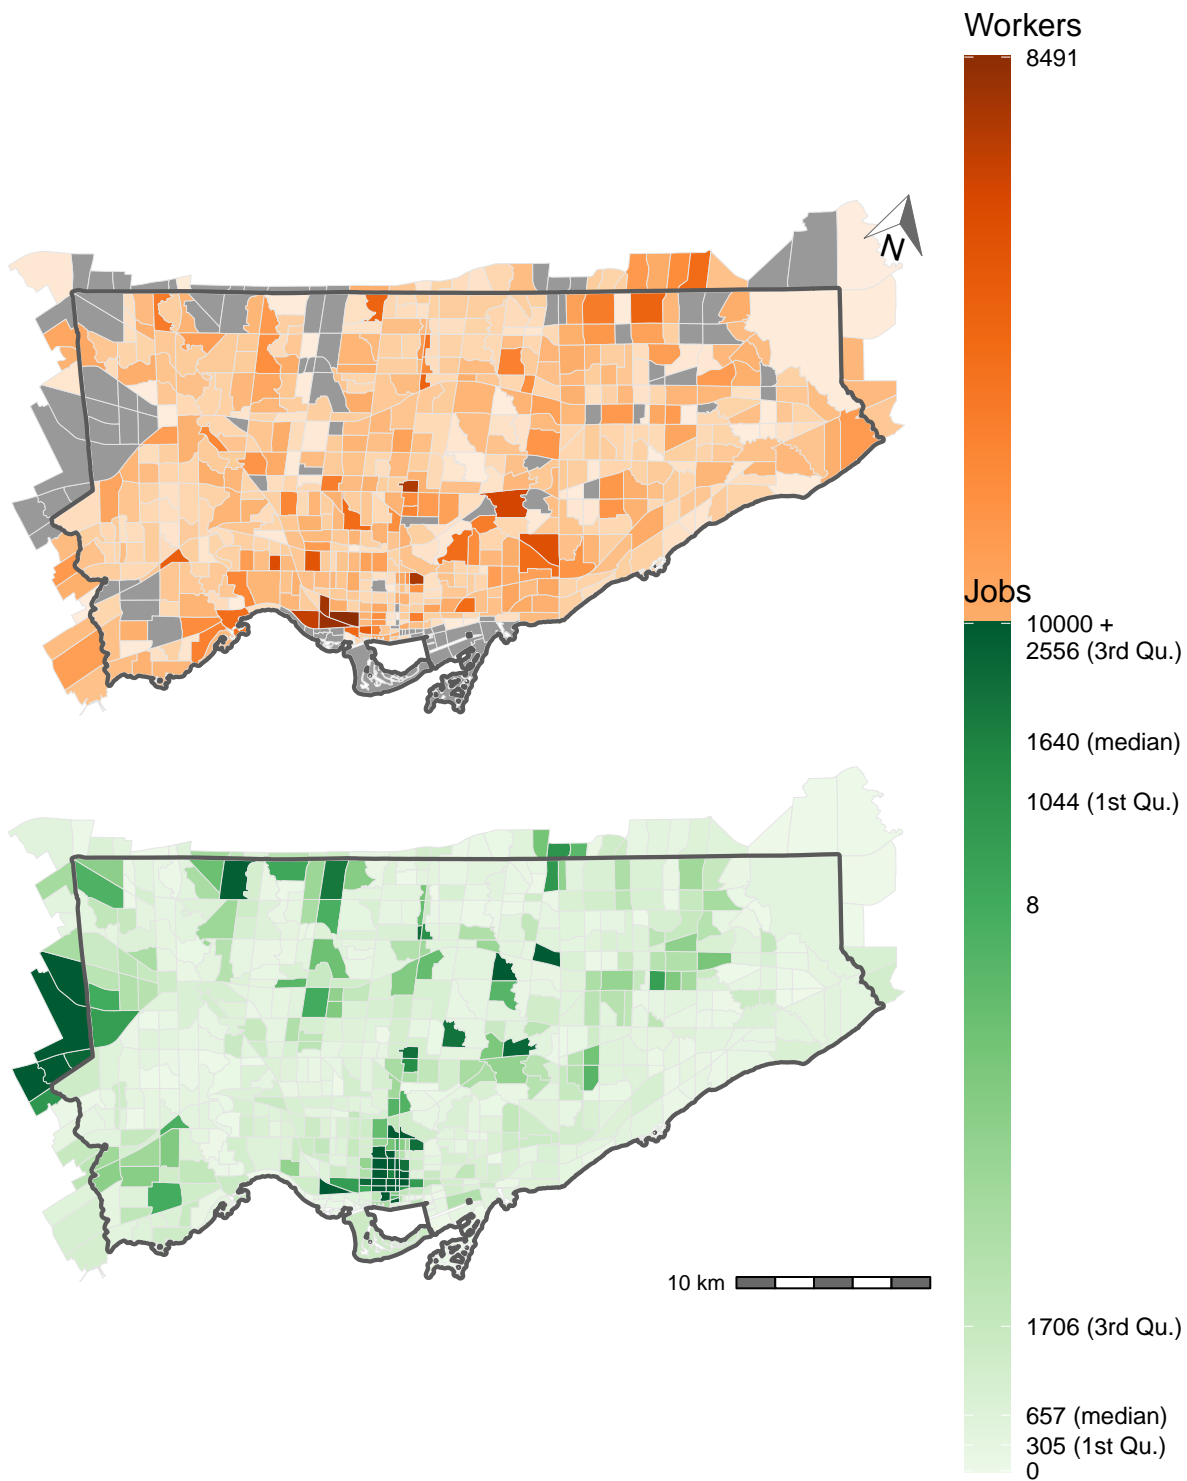 Workers
8491
N
Jobs
10000 +
2556 (3rd Qu.)
1640 (median)
1044 (1st Qu.)
8
10 km
1706 (3rd Qu.)
657 (median)
305 (1st Qu.)
0